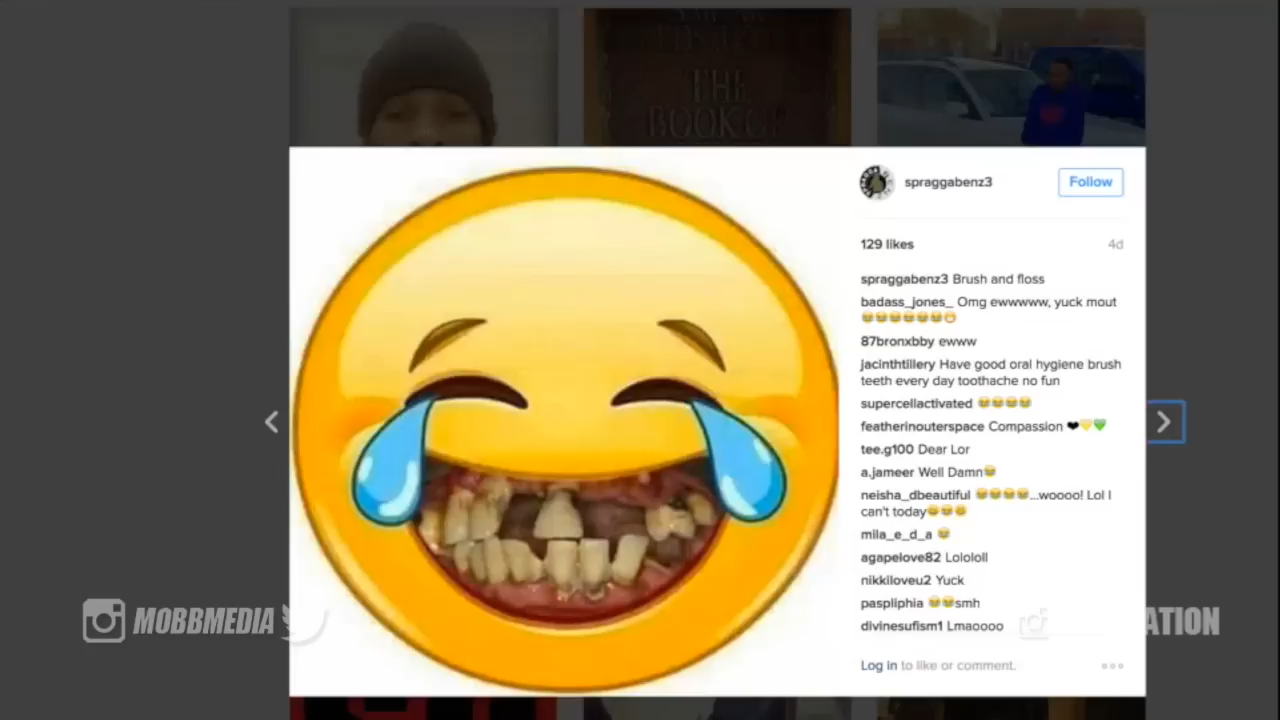 THE
BOOK OF
spraggabenz3
Follow
129 likes
4d
spraggabenz3 Brush and floss
badass_jones_ Omg ewwwww, yuck mout
😂😂😂😂😂😂😷
87bronxbby ewww
jacinthtillery Have good oral hygiene brush
teeth every day toothache no fun
supercellactivated 😂😂😂😂
featherinouterspace Compassion 🖤💛💚
tee.g100 Dear Lor
a.jameer Well Damn😂
neisha_dbeautiful 😂😂😂😂...woooo! Lol I
can't today😂😂😂
mila_e_d_a 😂
agapelove82 Lolololl
nikkiloveu2 Yuck
paspliphia 😂😂smh
divinesufism1 Lmaoooo
Log in to like or comment.
MOBBMEDIA
ATION